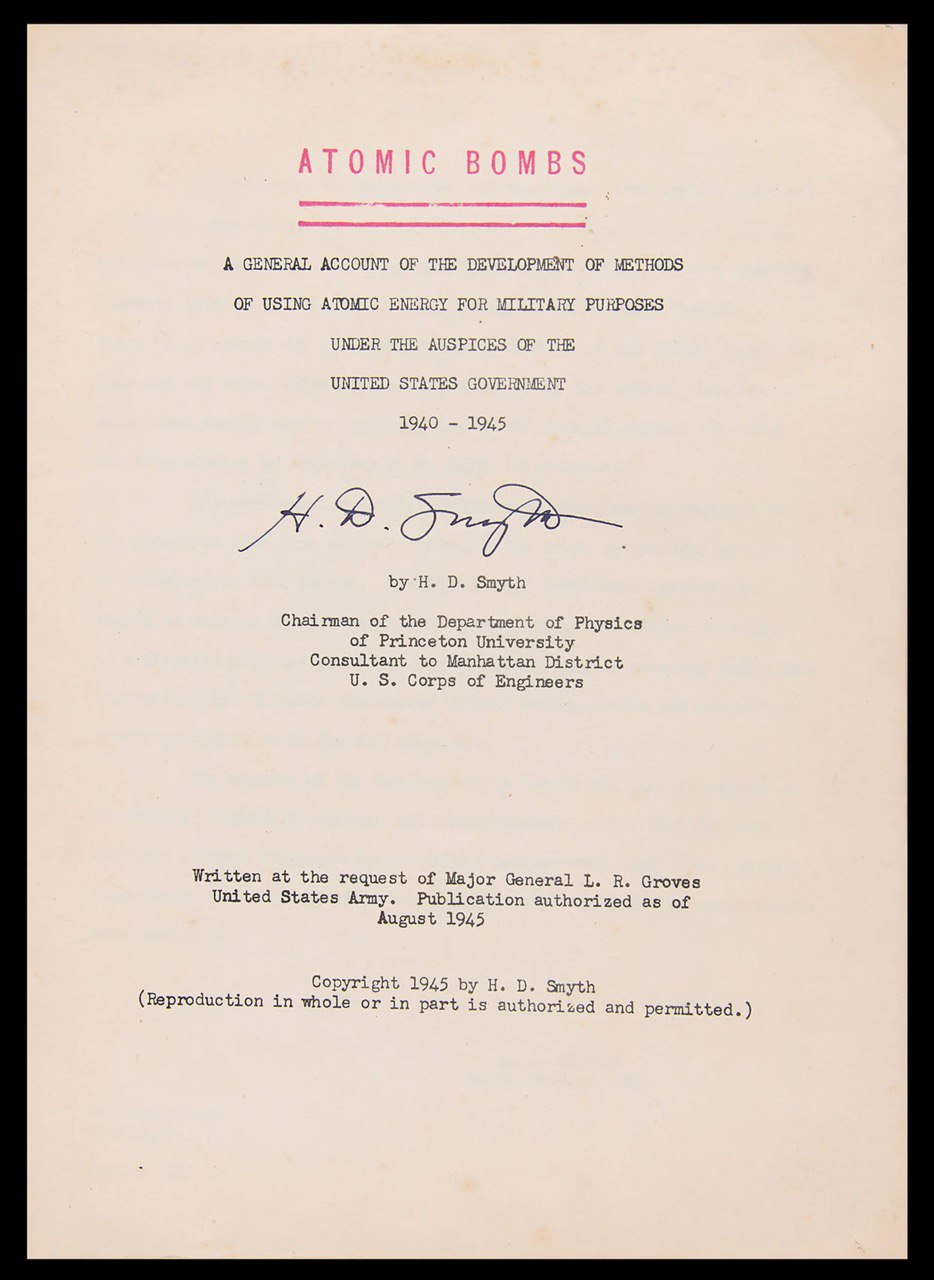 ATOMIC BOMBS
A GENERAL ACCOUNT OF THE DEVELOPMENT OF METHODS
OF USING ATOMIC ENERGY FOR MILITARY PURPOSES
UNDER THE AUSPICES OF THE
UNITED STATES GOVERNMENT
1940 - 1945
H. D. Smyth
by H. D. Smyth
Chairman of the Department of Physics
of Princeton University
Consultant to Manhattan District
U. S. Corps of Engineers
Written at the request of Major General L. R. Groves
United States Army. Publication authorized as of
August 1945
Copyright 1945 by H. D. Smyth
(Reproduction in whole or in part is authorized and permitted.)